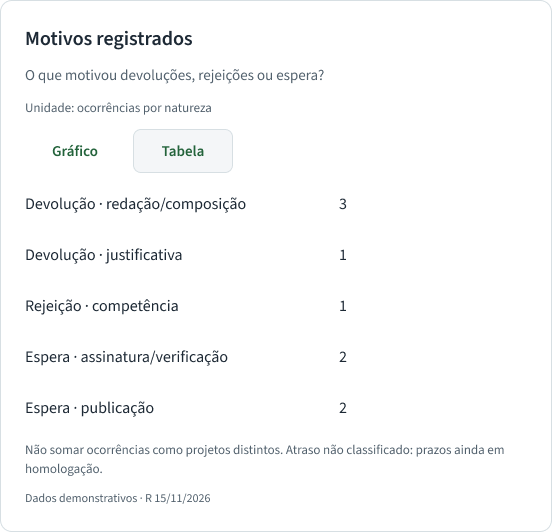 Motivos registrados
O que motivou devoluções, rejeições ou espera?
Unidade: ocorrências por natureza
Gráfico Tabela
Devolução · redação/composição 3
Devolução · justificativa 1
Rejeição · competência 1
Espera · assinatura/verificação 2
Espera · publicação 2
Não somar ocorrências como projetos distintos. Atraso não classificado: prazos ainda em
homologação.
Dados demonstrativos · R 15/11/2026